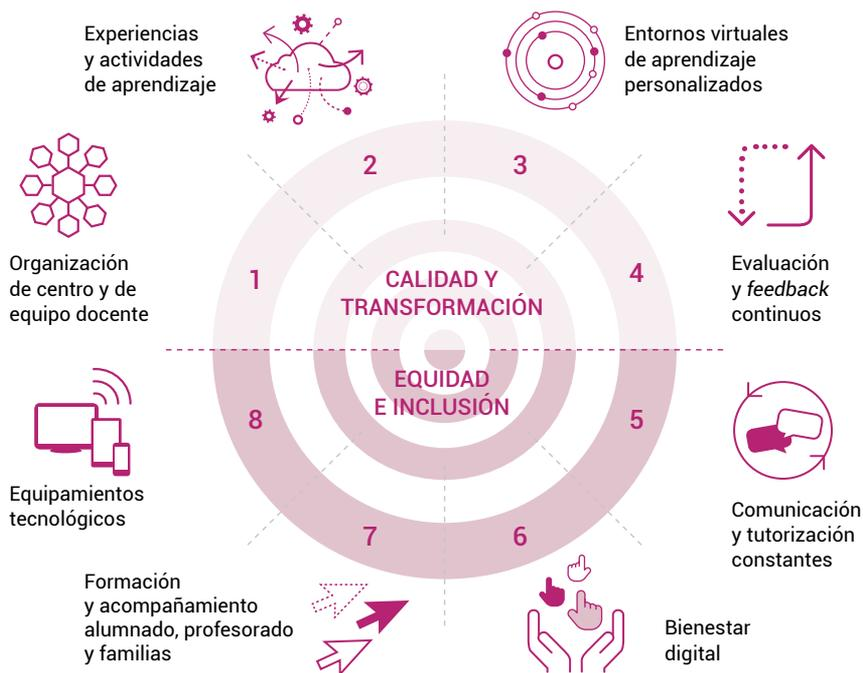 Experiencias
y actividades
de aprendizaje
Entornos virtuales
de aprendizaje
personalizados
2
3
Organización
de centro y de
equipo docente
1
CALIDAD Y
TRANSFORMACIÓN
4
Evaluación
y feedback
continuos
EQUIDAD
E INCLUSIÓN
8
5
Equipamientos
tecnológicos
Comunicación
y tutorización
constantes
7
6
Formación
y acompañamiento
alumnado, profesorado
y familias
Bienestar
digital